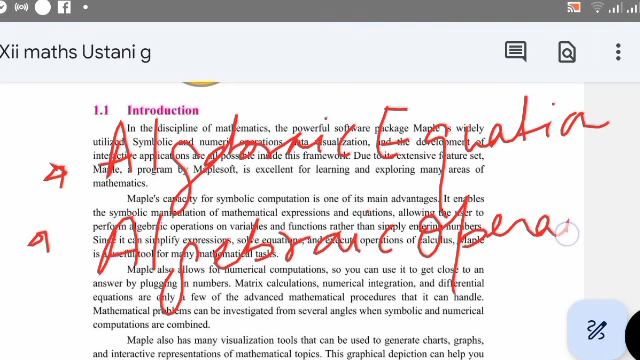 Xii maths Ustani g
1.1 Introduction
In the discipline of mathematics, the powerful software package Maple is widely
utilized. Symbolic and numeric operations, data visualization, and the development of
interactive applications are all possible inside this framework. Due to its extensive feature set,
Maple, a program by Maplesoft, is excellent for learning and exploring many areas of
mathematics.
Algebraic Equatio
Maple's capacity for symbolic computation is one of its main advantages. It enables
the symbolic manipulation of mathematical expressions and equations, allowing the user to
perform algebraic operations on variables and functions rather than simply entering numbers.
Since it can simplify expressions, solve equations, and execute operations of calculus, Maple
is a useful tool for many mathematical tasks.
Algebraic opera
Maple also allows for numerical computations, so you can use it to get close to an
answer by plugging in numbers. Matrix calculations, numerical integration, and differential
equations are only a few of the advanced mathematical procedures that it can handle.
Mathematical problems can be investigated from several angles when symbolic and numerical
computations are combined.
Maple also has many visualization tools that can be used to generate charts, graphs,
and interactive representations of mathematical topics. This graphical depiction can help you